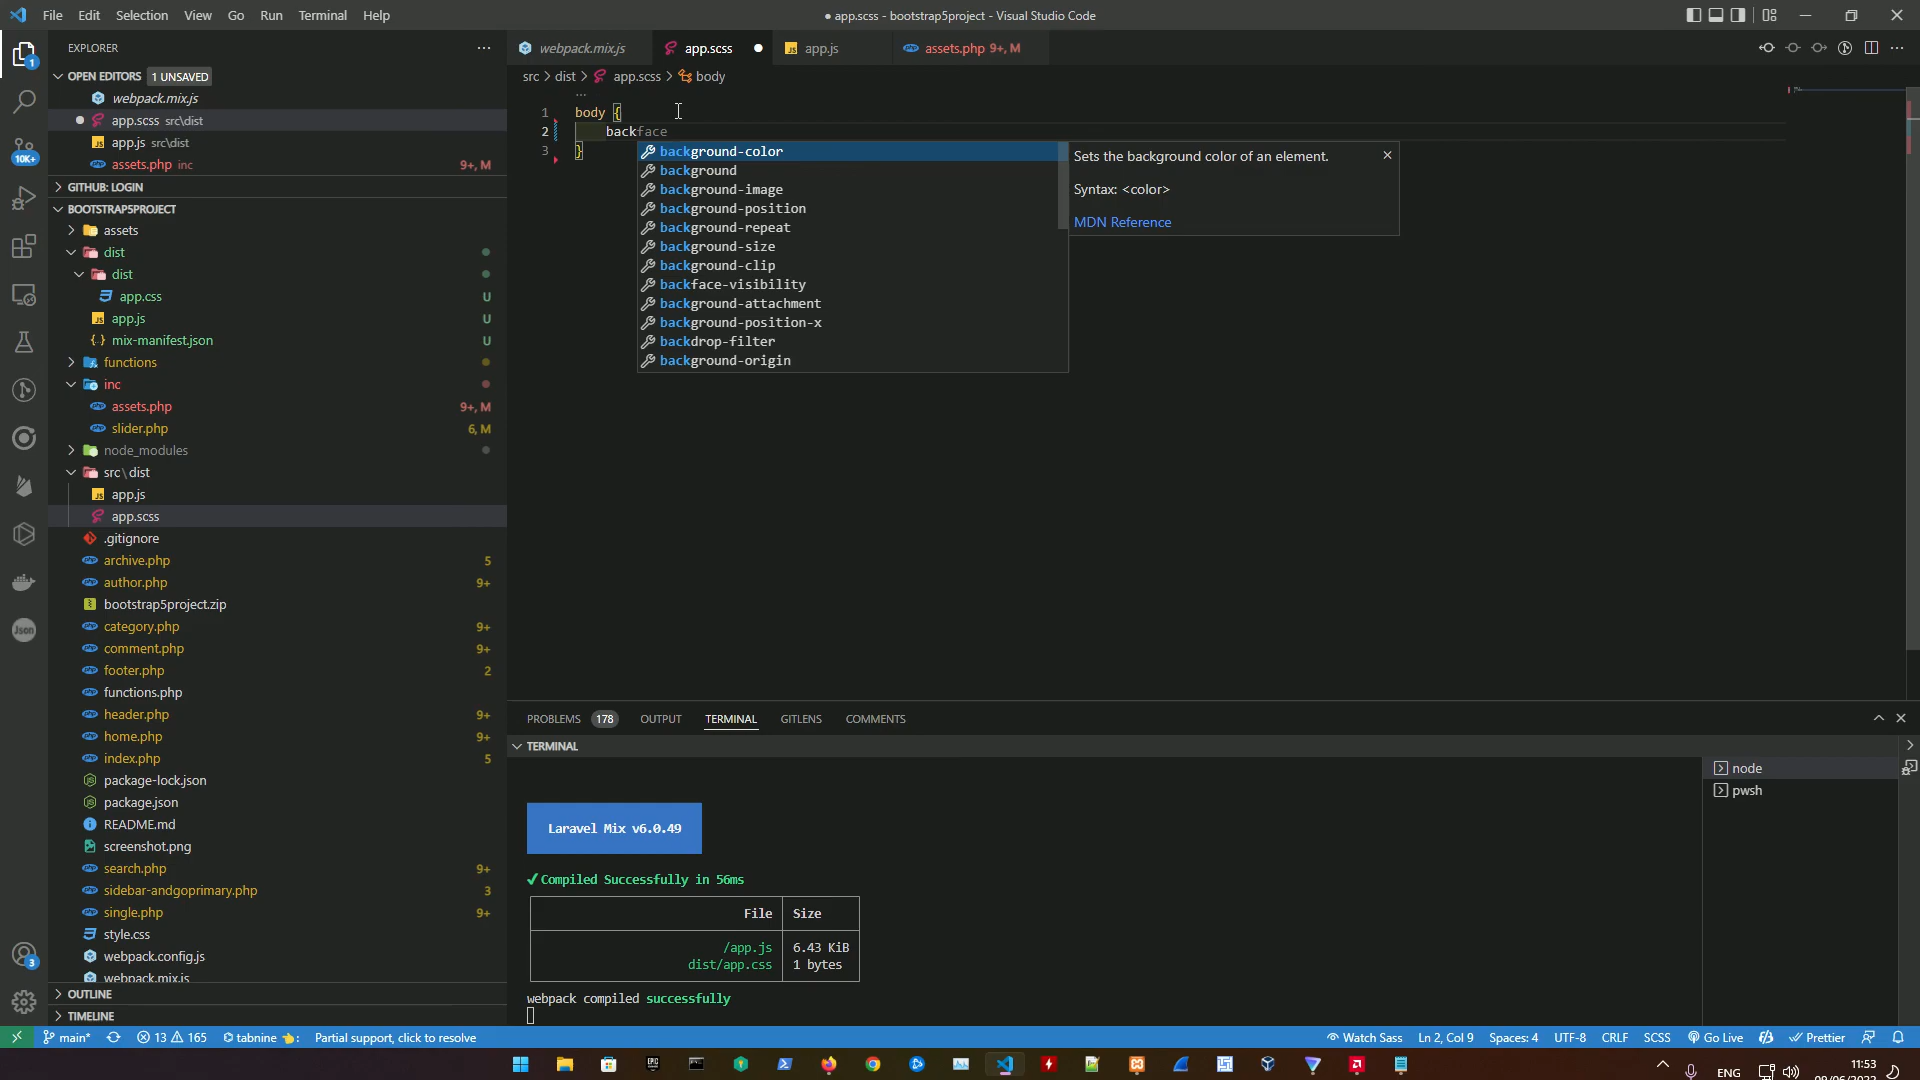 File Edit Selection View Go Run Terminal Help
● app.scss - bootstrap5project - Visual Studio Code
EXPLORER
OPEN EDITORS 1 UNSAVED
webpack.mix.js
app.scss src\dist
app.js src\dist
assets.php inc 9+, M
GITHUB: LOGIN
BOOTSTRAP5PROJECT
assets
dist
dist
app.css U
app.js U
mix-manifest.json U
functions
inc
assets.php 9+, M
slider.php 6, M
node_modules
src\dist
app.js
app.scss
.gitignore
archive.php 5
author.php 9+
bootstrap5project.zip
category.php 9+
comment.php 9+
footer.php 2
functions.php
header.php 9+
home.php 9+
index.php 5
package-lock.json
package.json
README.md
screenshot.png
search.php 9+
sidebar-andgoprimary.php 3
single.php 9+
style.css
webpack.config.js
webpack.mix.js
OUTLINE
TIMELINE
1
10K+
Json
3
webpack.mix.js app.scss app.js assets.php 9+, M
src > dist > app.scss > body
1 body {
2 backface
3 }
background-color
background
background-image
background-position
background-repeat
background-size
background-clip
backface-visibility
background-attachment
background-position-x
backdrop-filter
background-origin
Sets the background color of an element.
Syntax: <color>
MDN Reference
PROBLEMS 178 OUTPUT TERMINAL GITLENS COMMENTS
TERMINAL
Laravel Mix v6.0.49
✓Compiled Successfully in 56ms
File Size
/app.js 6.43 KiB
dist/app.css 1 bytes
webpack compiled successfully
node
pwsh
main* 13 165 tabnine Partial support, click to resolve
Watch Sass Ln 2, Col 9 Spaces: 4 UTF-8 CRLF SCSS Go Live Prettier
ENG
11:53
09/06/2022